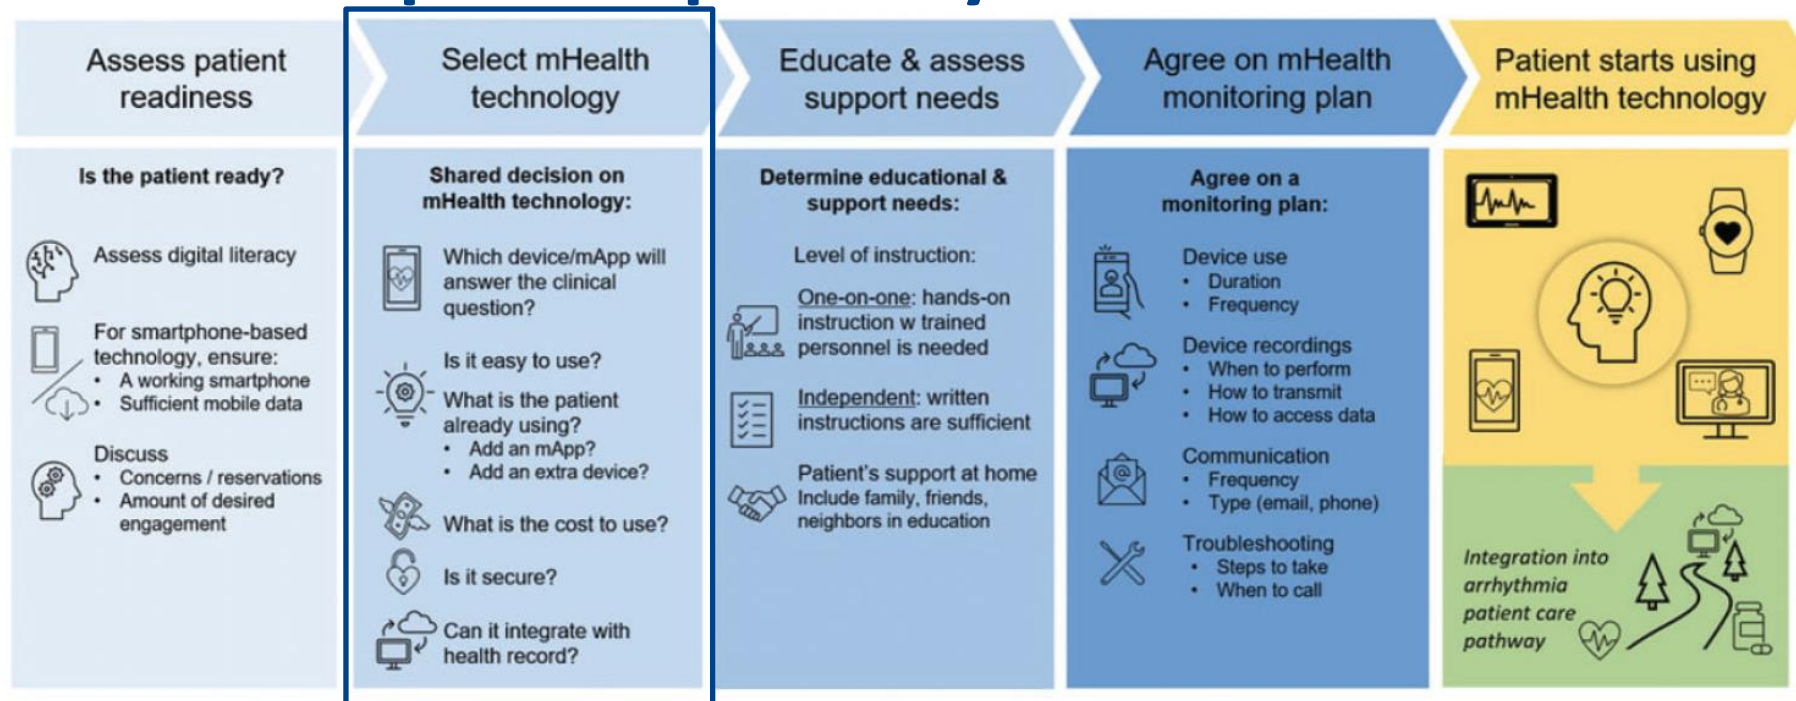 Assess patient
readiness
Is the patient ready?
Assess digital literacy
For smartphone-based
technology, ensure:
• A working smartphone
• Sufficient mobile data
Discuss
• Concerns / reservations
• Amount of desired
engagement
Select mHealth
technology
Shared decision on
mHealth technology:
Which device/mApp will
answer the clinical
question?
Is it easy to use?
What is the patient
already using?
• Add an mApp?
• Add an extra device?
What is the cost to use?
Is it secure?
Can it integrate with
health record?
Educate & assess
support needs
Determine educational &
support needs:
Level of instruction:
One-on-one: hands-on
instruction w trained
personnel is needed
Independent: written
instructions are sufficient
Patient's support at home
Include family, friends,
neighbors in education
Agree on mHealth
monitoring plan
Agree on a
monitoring plan:
Device use
• Duration
• Frequency
Device recordings
• When to perform
• How to transmit
• How to access data
Communication
• Frequency
• Type (email, phone)
Troubleshooting
• Steps to take
• When to call
Patient starts using
mHealth technology
Integration into
arrhythmia
patient care
pathway